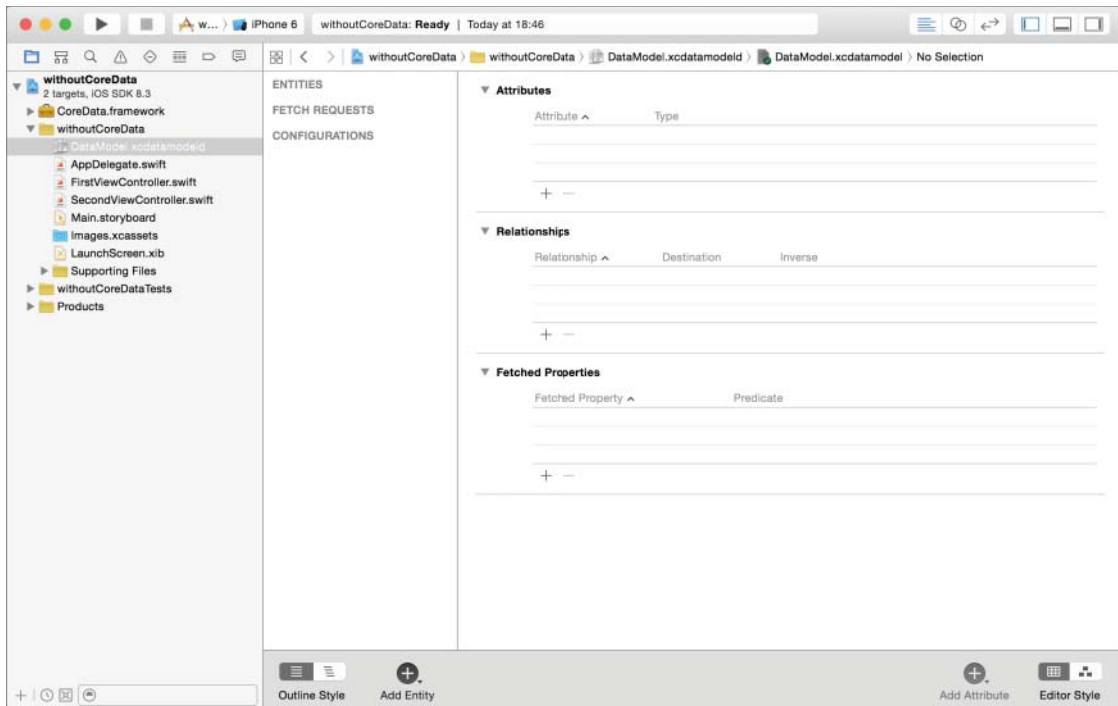 w... iPhone 6 withoutCoreData: Ready | Today at 18:46
withoutCoreData withoutCoreData DataModel.xcdatamodeld DataModel.xcdatamodel No Selection
withoutCoreData
2 targets, iOS SDK 8.3
CoreData.framework
withoutCoreData
DataModel.xcdatamodeld
AppDelegate.swift
FirstViewController.swift
SecondViewController.swift
Main.storyboard
Images.xcassets
LaunchScreen.xib
Supporting Files
withoutCoreDataTests
Products
ENTITIES
FETCH REQUESTS
CONFIGURATIONS
Attributes
Attribute Type
Relationships
Relationship Destination Inverse
Fetched Properties
Fetched Property Predicate
Outline Style Add Entity Add Attribute Editor Style